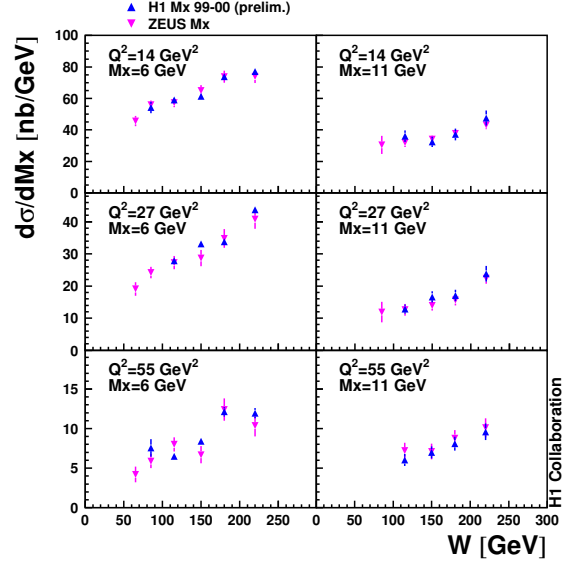 H1 Mx 99-00 (prelim.)
ZEUS Mx
dσ/dMx [nb/GeV]
Q²=14 GeV²
Mx=6 GeV
Q²=14 GeV²
Mx=11 GeV
100
80
60
40
20
0
Q²=27 GeV²
Mx=6 GeV
Q²=27 GeV²
Mx=11 GeV
40
30
20
10
0
Q²=55 GeV²
Mx=6 GeV
Q²=55 GeV²
Mx=11 GeV
15
10
5
0
0 50 100 150 200 250 0 50 100 150 200 250 300
W [GeV]
H1 Collaboration